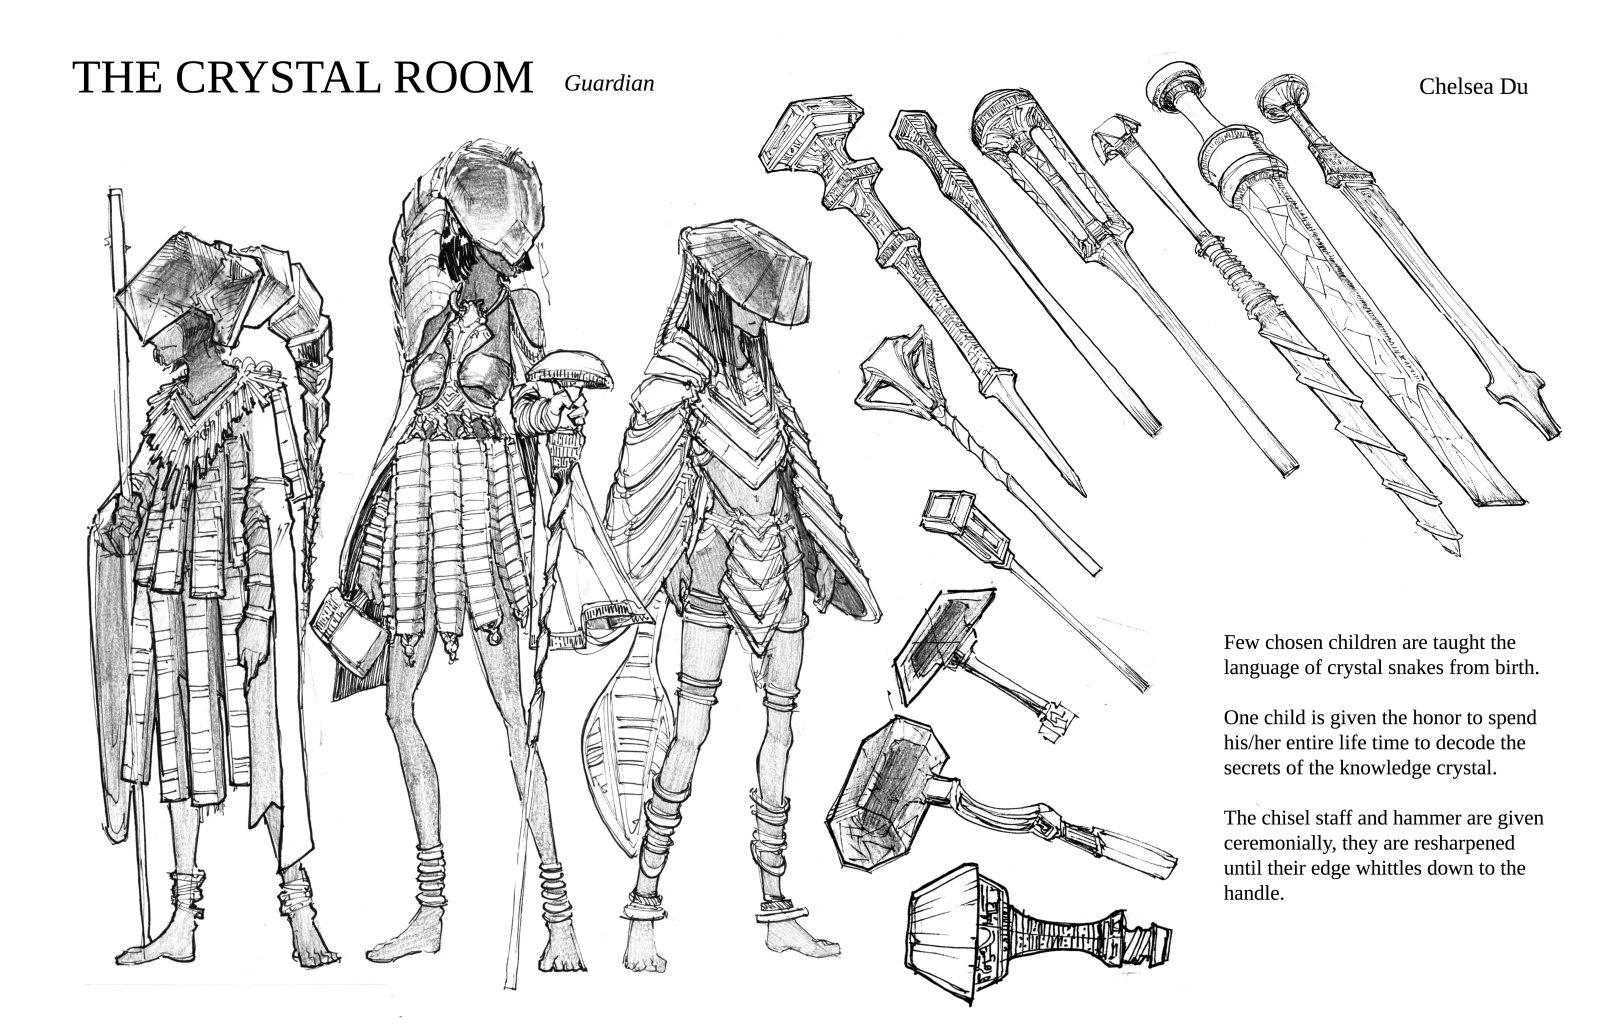 THE CRYSTAL ROOM
Guardian
Chelsea Du
Few chosen children are taught the
language of crystal snakes from birth.
One child is given the honor to spend
his/her entire life time to decode the
secrets of the knowledge crystal.
The chisel staff and hammer are given
ceremonially, they are resharpened
until their edge whittles down to the
handle.